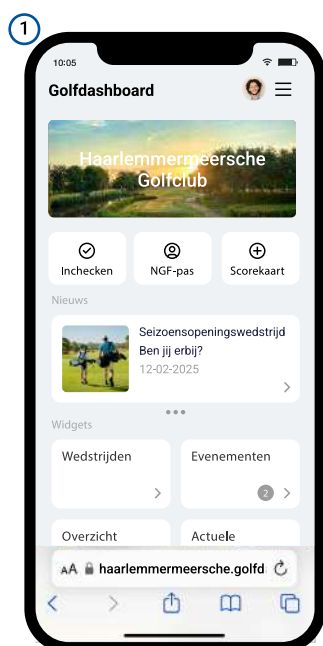 1
10:05
Golfdashboard
Haarlemmermeersche
Golfclub
Inchecken
NGF-pas
Scorekaart
Nieuws
Seizoensopeningswedstrijd
Ben jij erbij?
12-02-2025
Widgets
Wedstrijden
Evenementen
2
Overzicht
Actuele
AA haarlemmermeersche.golfd